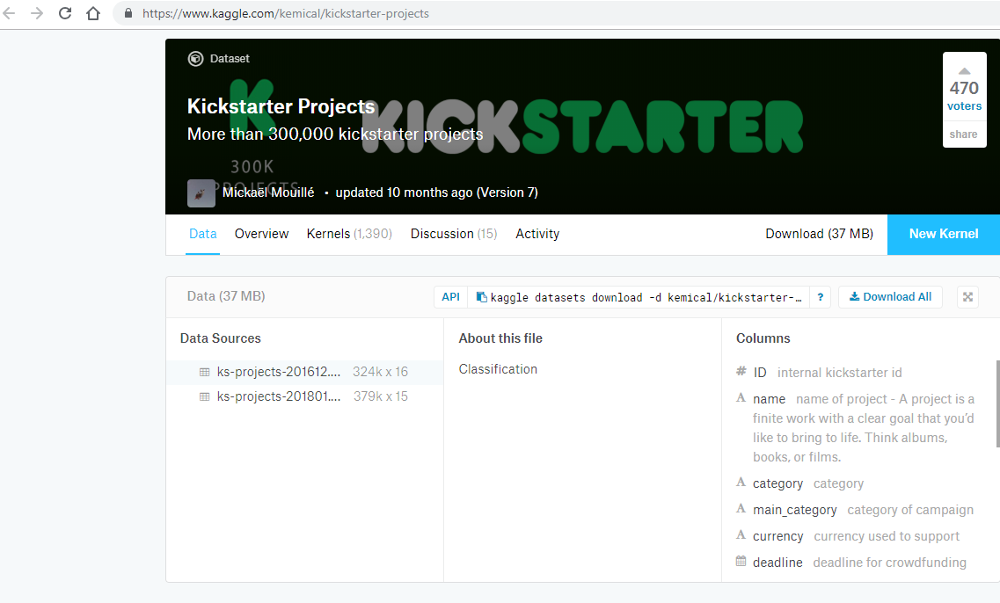 https://www.kaggle.com/kemical/kickstarter-projects
Dataset
470
voters
share
K
KICKSTARTER
Kickstarter Projects
More than 300,000 kickstarter projects
300K
PROJECTS
Mickaël Mouillé • updated 10 months ago (Version 7)
Data Overview Kernels (1,390) Discussion (15) Activity Download (37 MB) New Kernel
Data (37 MB) API kaggle datasets download -d kemical/kickstarter-… ? Download All
Data Sources
ks-projects-201612.... 324k x 16
ks-projects-201801.... 379k x 15
About this file
Classification
Columns
# ID internal kickstarter id
A name name of project - A project is a
finite work with a clear goal that you'd
like to bring to life. Think albums,
books, or films.
A category category
A main_category category of campaign
A currency currency used to support
deadline deadline for crowdfunding